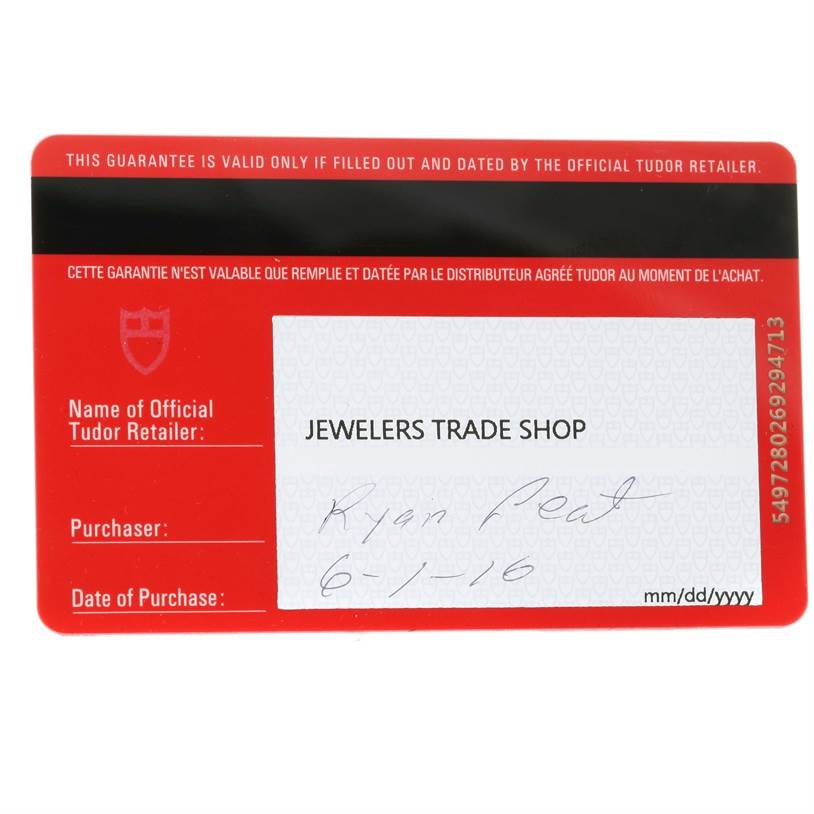 THIS GUARANTEE IS VALID ONLY IF FILLED OUT AND DATED BY THE OFFICIAL TUDOR RETAILER.
CETTE GARANTIE N'EST VALABLE QUE REMPLIE ET DATÉE PAR LE DISTRIBUTEUR AGRÉÉ TUDOR AU MOMENT DE L'ACHAT.
Name of Official
Tudor Retailer:
JEWELERS TRADE SHOP
Purchaser:
Ryan Peat
Date of Purchase:
6-1-16
mm/dd/yyyy
5497280269294713